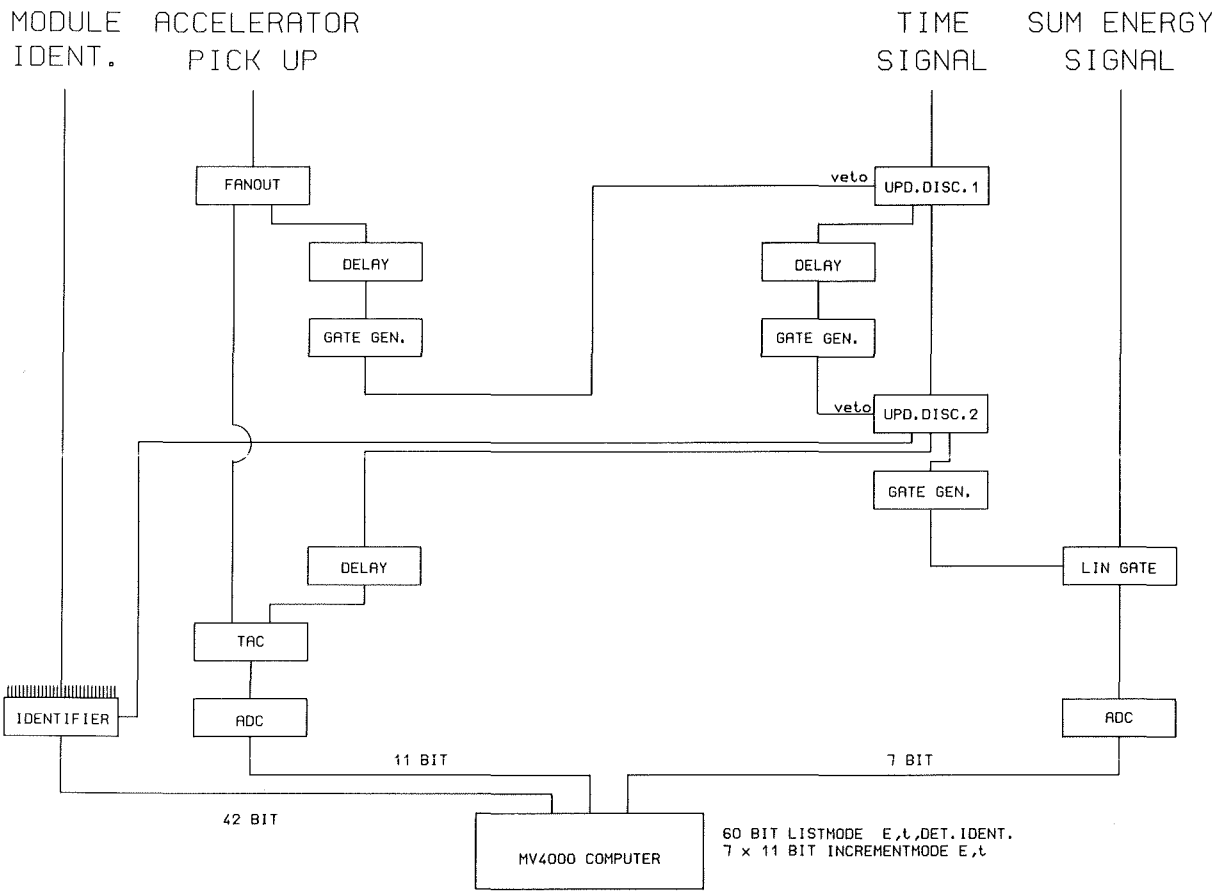 MODULE IDENT.
ACCELERATOR PICK UP
TIME SIGNAL
SUM ENERGY SIGNAL
FANOUT
veto
UPD.DISC.1
DELAY
DELAY
GATE GEN.
GATE GEN.
veto
UPD.DISC.2
GATE GEN.
DELAY
LIN GATE
TAC
IDENTIFIER
ADC
ADC
11 BIT
7 BIT
42 BIT
MV4000 COMPUTER
60 BIT LISTMODE E,t,DET.IDENT.
7 x 11 BIT INCREMENTMODE E,t